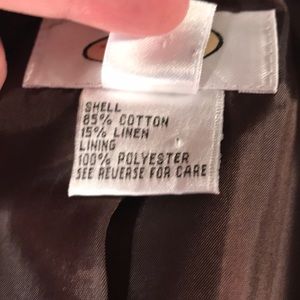 SHELL
85% COTTON
15% LINEN
LINING
100% POLYESTER
SEE REVERSE FOR CARE